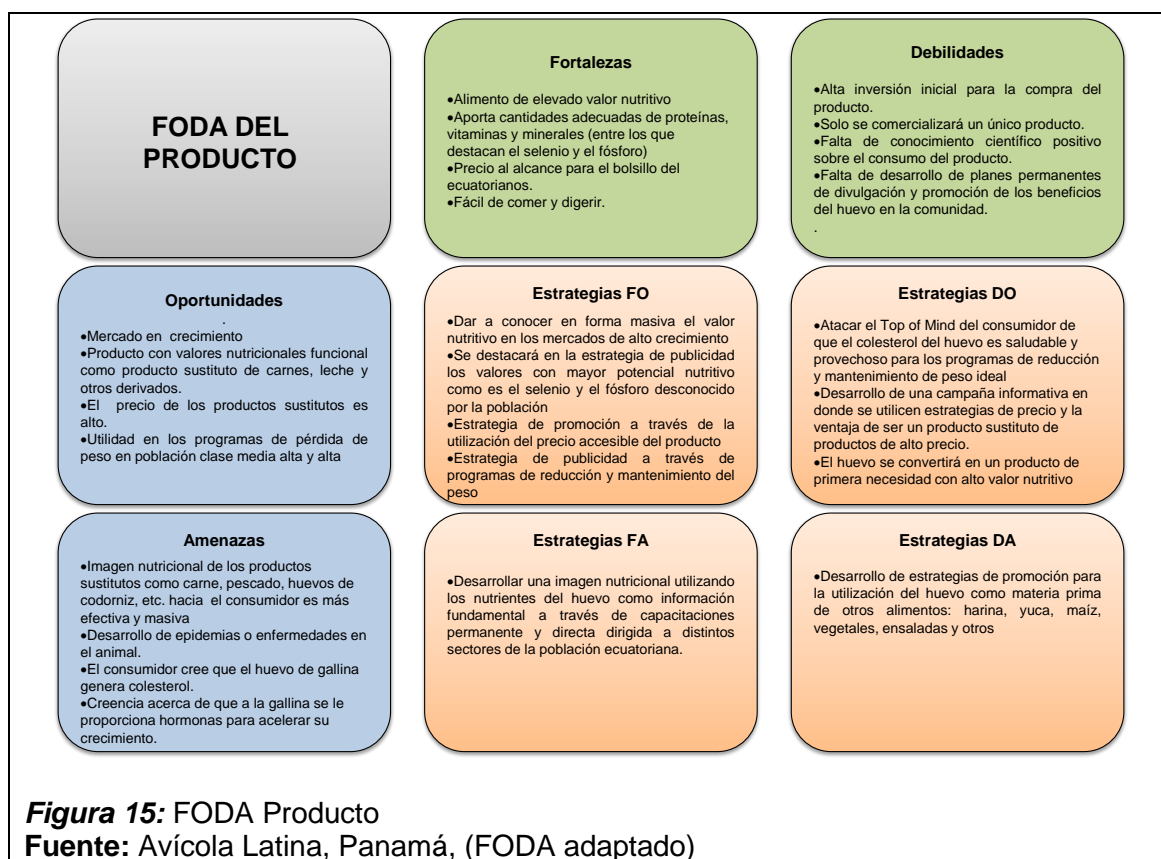 FODA DEL
PRODUCTO
Fortalezas
•Alimento de elevado valor nutritivo
•Aporta cantidades adecuadas de proteínas,
vitaminas y minerales (entre los que
destacan el selenio y el fósforo)
•Precio al alcance para el bolsillo del
ecuatorianos.
•Fácil de comer y digerir.
Debilidades
•Alta inversión inicial para la compra del
producto.
•Solo se comercializará un único producto.
•Falta de conocimiento científico positivo
sobre el consumo del producto.
•Falta de desarrollo de planes permanentes
de divulgación y promoción de los beneficios
del huevo en la comunidad.
.
Oportunidades
.
•Mercado en crecimiento
•Producto con valores nutricionales funcional
como producto sustituto de carnes, leche y
otros derivados.
•El precio de los productos sustitutos es
alto.
•Utilidad en los programas de pérdida de
peso en población clase media alta y alta
Estrategias FO
•Dar a conocer en forma masiva el valor
nutritivo en los mercados de alto crecimiento
•Se destacará en la estrategia de publicidad
los valores con mayor potencial nutritivo
como es el selenio y el fósforo desconocido
por la población
•Estrategia de promoción a través de la
utilización del precio accesible del producto
•Estrategia de publicidad a través de
programas de reducción y mantenimiento del
peso
Estrategias DO
•Atacar el Top of Mind del consumidor de
que el colesterol del huevo es saludable y
provechoso para los programas de reducción
y mantenimiento de peso ideal
•Desarrollo de una campaña informativa en
donde se utilicen estrategias de precio y la
ventaja de ser un producto sustituto de
productos de alto precio.
•El huevo se convertirá en un producto de
primera necesidad con alto valor nutritivo
Amenazas
•Imagen nutricional de los productos
sustitutos como carne, pescado, huevos de
codorniz, etc. hacia el consumidor es más
efectiva y masiva
•Desarrollo de epidemias o enfermedades en
el animal.
•El consumidor cree que el huevo de gallina
genera colesterol.
•Creencia acerca de que a la gallina se le
proporciona hormonas para acelerar su
crecimiento.
Estrategias FA
•Desarrollar una imagen nutricional utilizando
los nutrientes del huevo como información
fundamental a través de capacitaciones
permanente y directa dirigida a distintos
sectores de la población ecuatoriana.
Estrategias DA
•Desarrollo de estrategias de promoción para
la utilización del huevo como materia prima
de otros alimentos: harina, yuca, maíz,
vegetales, ensaladas y otros
Figura 15: FODA Producto
Fuente: Avícola Latina, Panamá, (FODA adaptado)